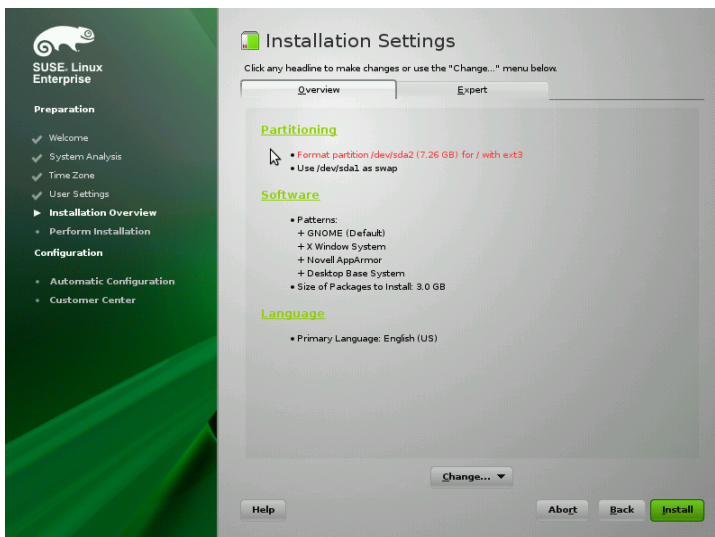 SUSE. Linux
Enterprise
Preparation
Welcome
System Analysis
Time Zone
User Settings
Installation Overview
Perform Installation
Configuration
Automatic Configuration
Customer Center
Installation Settings
Click any headline to make changes or use the "Change..." menu below.
Overview
Expert
Partitioning
• Format partition /dev/sda2 (7.26 GB) for / with ext3
• Use /dev/sda1 as swap
Software
• Patterns:
+ GNOME (Default)
+ X Window System
+ Novell AppArmor
+ Desktop Base System
• Size of Packages to Install: 3.0 GB
Language
• Primary Language: English (US)
Change...
Help
Abort
Back
Install